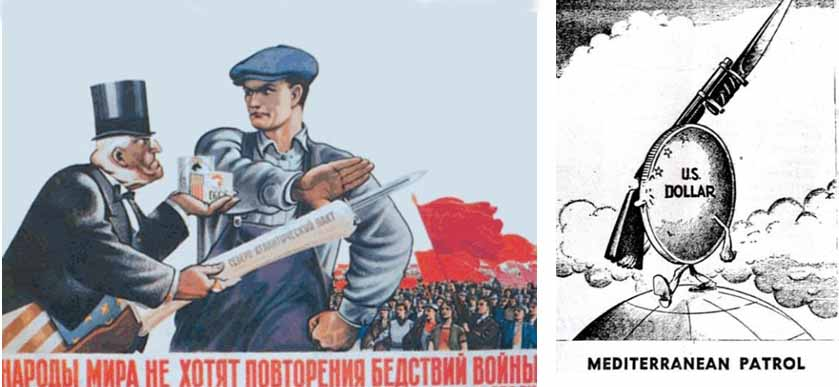 СЕВЕРО-АТЛАНТИЧЕСКИЙ ПАКТ
НАРОДЫ МИРА НЕ ХОТЯТ ПОВТОРЕНИЯ БЕДСТВИЙ ВОЙНЫ
U.S.
DOLLAR
MEDITERRANEAN PATROL